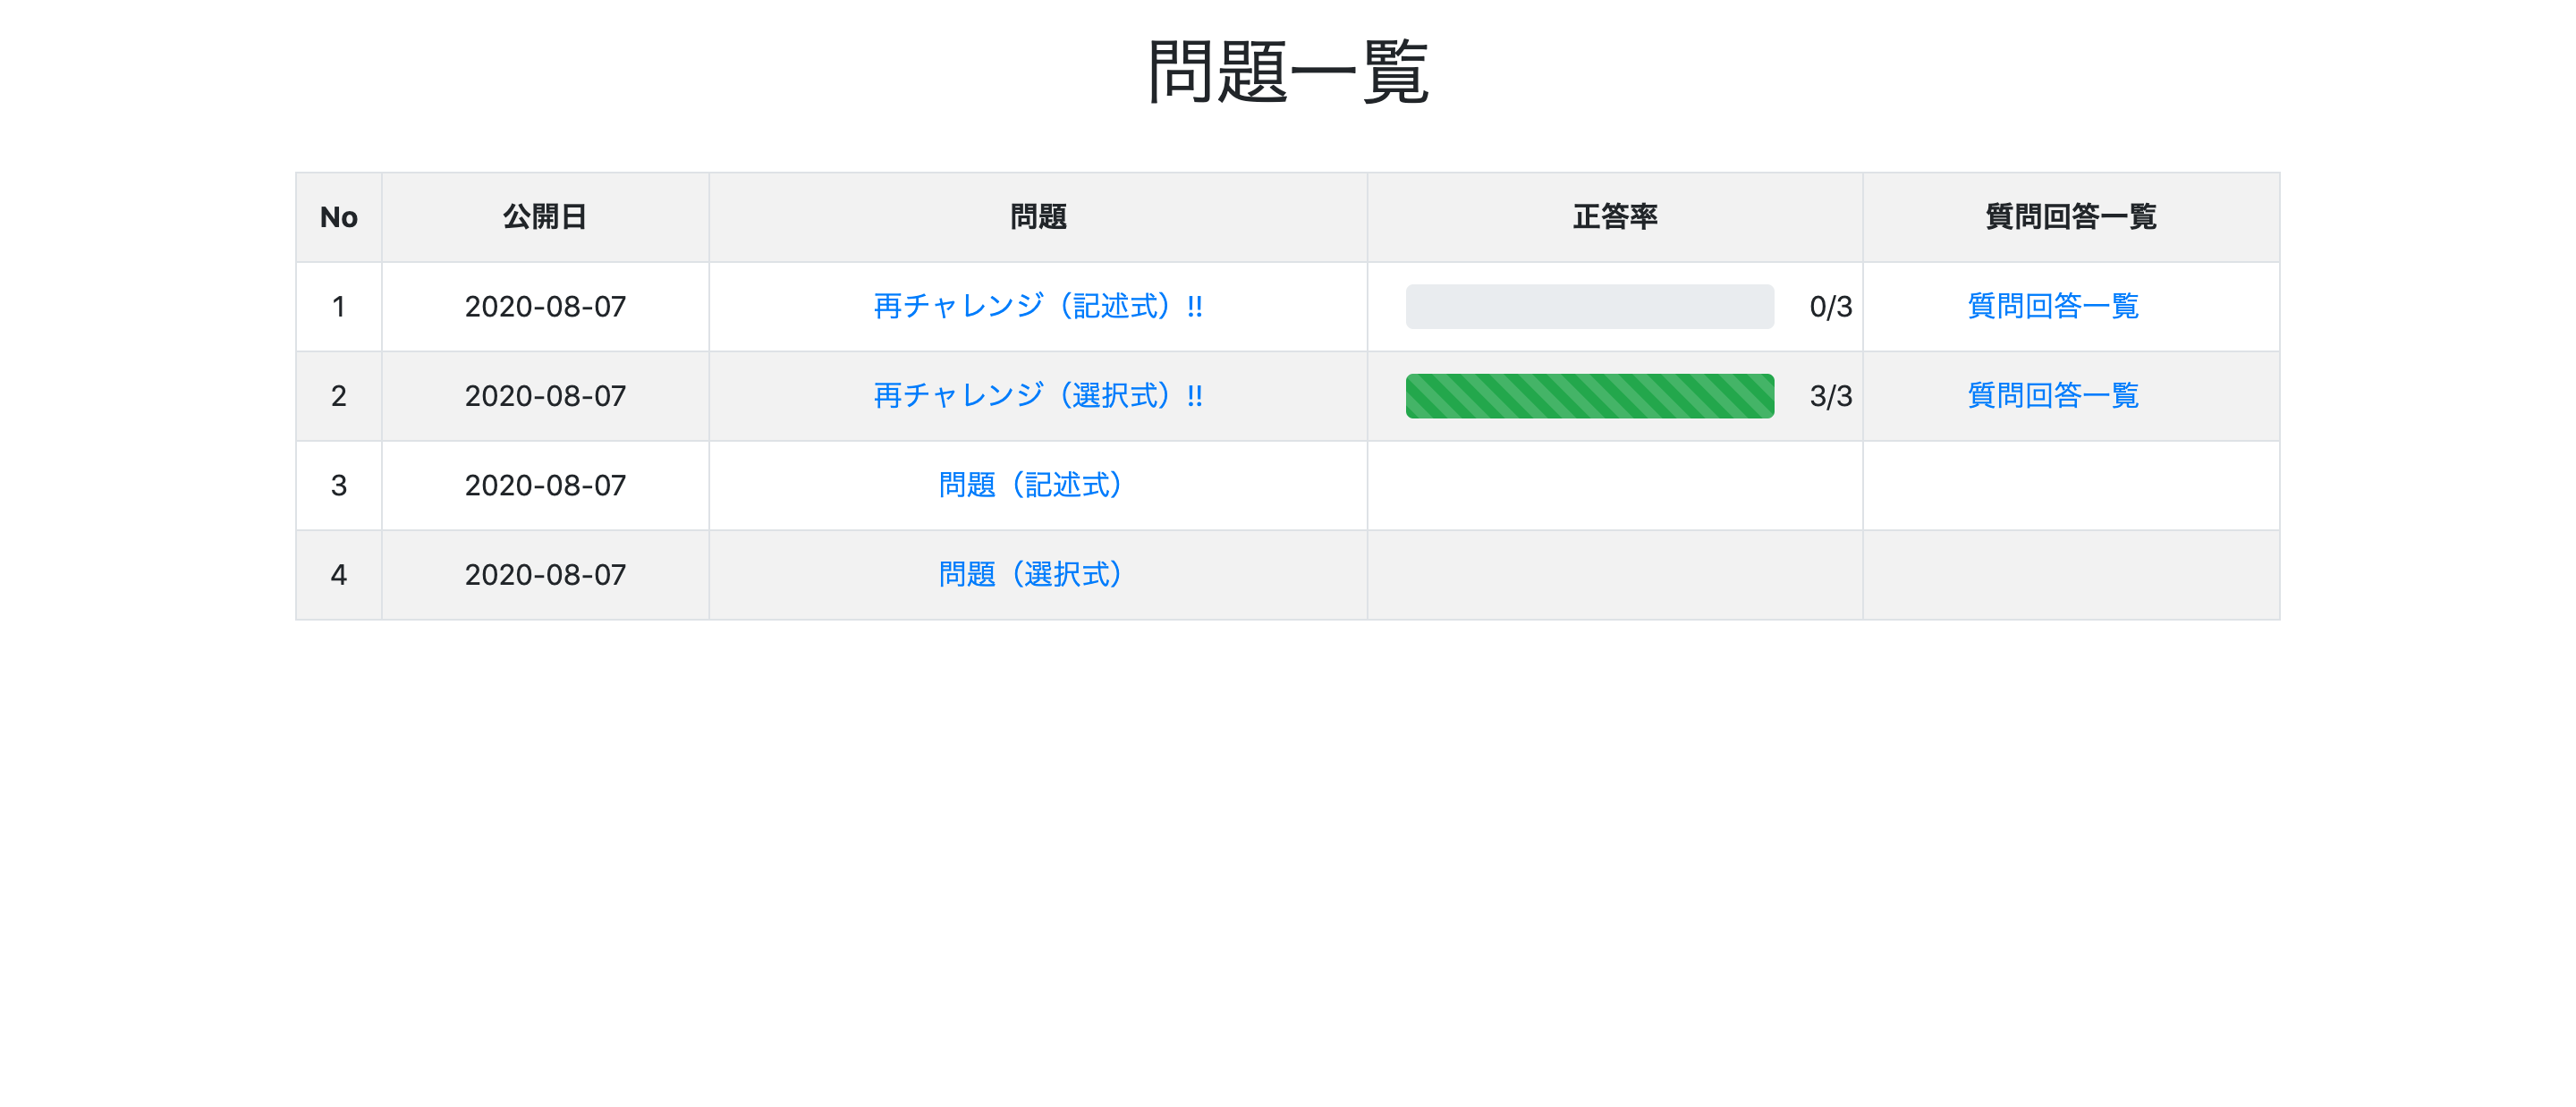 問題一覧
No 公開日 問題 正答率 質問回答一覧
1 2020-08-07 再チャレンジ（記述式）!! 0/3 質問回答一覧
2 2020-08-07 再チャレンジ（選択式）!! 3/3 質問回答一覧
3 2020-08-07 問題（記述式）
4 2020-08-07 問題（選択式）